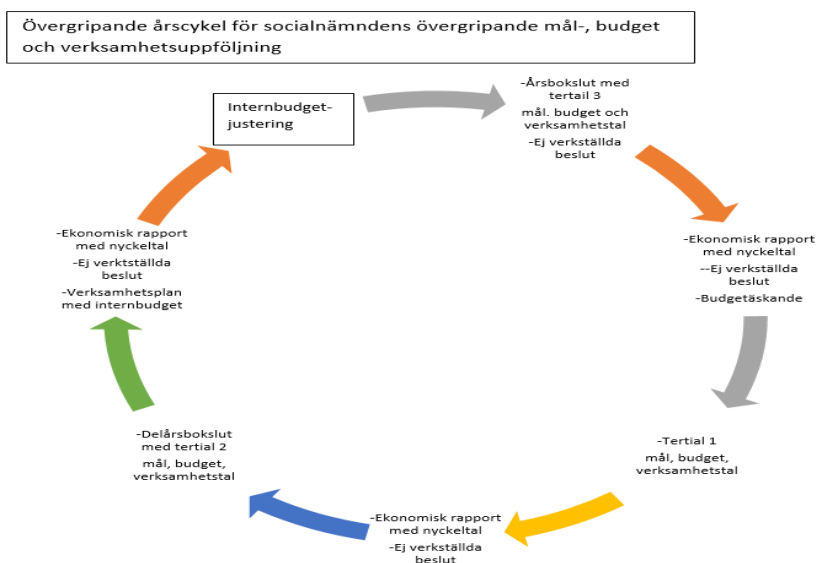 Övergripande årscykel för socialnämndens övergripande mål-, budget
och verksamhetsuppföljning
Internbudget-
justering
-Årsbokslut med
tertail 3
mål. budget och
verksamhetstal
-Ej verkställda
beslut
-Ekonomisk rapport
med nyckeltal
--Ej verkställda
beslut
-Budgetäskande
-Tertial 1
mål, budget,
verksamhetstal
-Ekonomisk rapport
med nyckeltal
-Ej verkställda
beslut
-Delårsbokslut
med tertial 2
mål, budget,
verksamhetstal
-Ekonomisk rapport
med nyckeltal
-Ej verktställda
beslut
-Verksamhetsplan
med internbudget